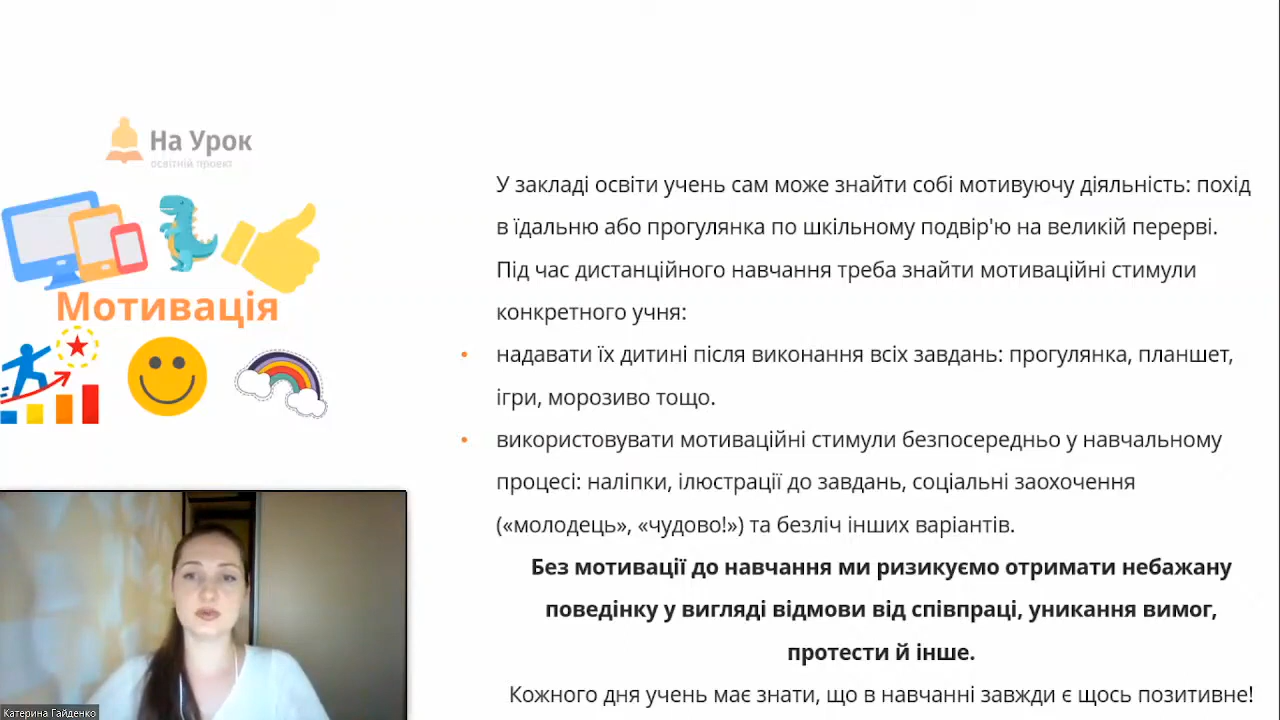 На Урок
освітній проект
Мотивація
У закладі освіти учень сам може знайти собі мотивуючу діяльність: похід
в їдальню або прогулянка по шкільному подвір'ю на великій перерві.
Під час дистанційного навчання треба знайти мотиваційні стимули
конкретного учня:
• надавати їх дитині після виконання всіх завдань: прогулянка, планшет,
ігри, морозиво тощо.
• використовувати мотиваційні стимули безпосередньо у навчальному
процесі: наліпки, ілюстрації до завдань, соціальні заохочення
(«молодець», «чудово!») та безліч інших варіантів.
Без мотивації до навчання ми ризикуємо отримати небажану
поведінку у вигляді відмови від співпраці, уникання вимог,
протести й інше.
Кожного дня учень має знати, що в навчанні завжди є щось позитивне!
Катерина Гайденко